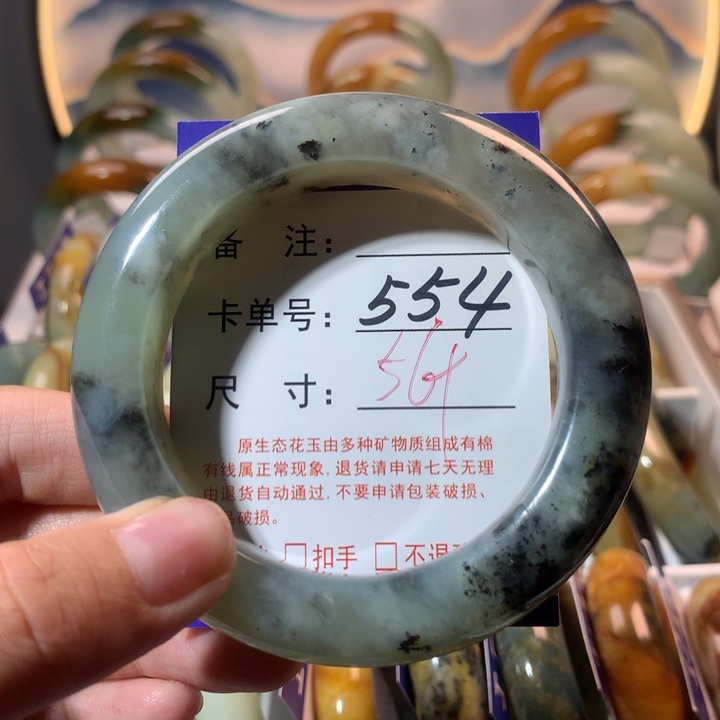 备 注:
卡单号: 554
尺 寸: 56
原生态花玉由多种矿物质组成有棉
有线属正常现象, 退货请申请七天无理
由退货自动通过, 不要申请包装破损、
破损。
□扣手 □不退